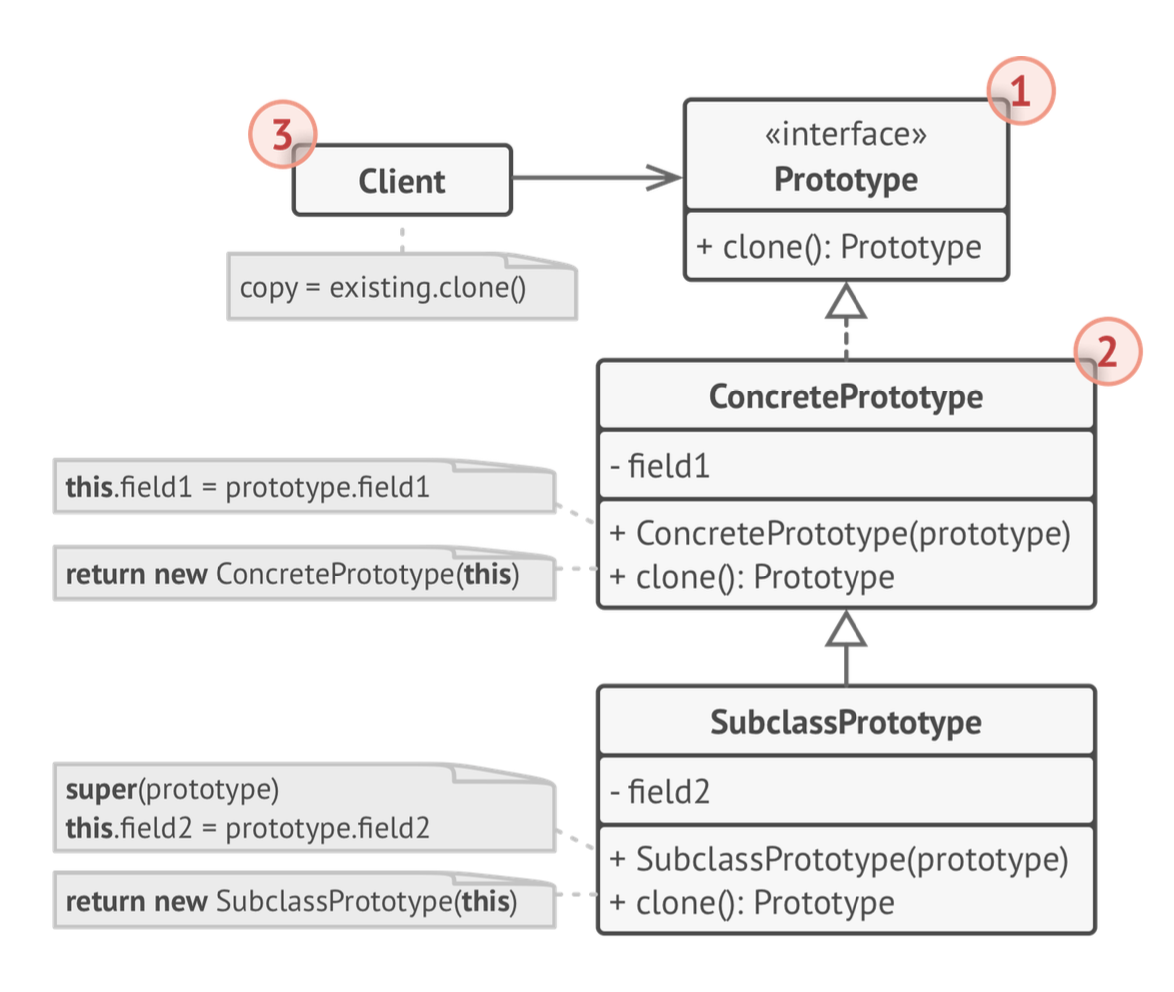 1
«interface»
Prototype
+ clone(): Prototype
3
Client
copy = existing.clone()
2
ConcretePrototype
- field1
+ ConcretePrototype(prototype)
+ clone(): Prototype
this.field1 = prototype.field1
return new ConcretePrototype(this)
SubclassPrototype
- field2
+ SubclassPrototype(prototype)
+ clone(): Prototype
super(prototype)
this.field2 = prototype.field2
return new SubclassPrototype(this)